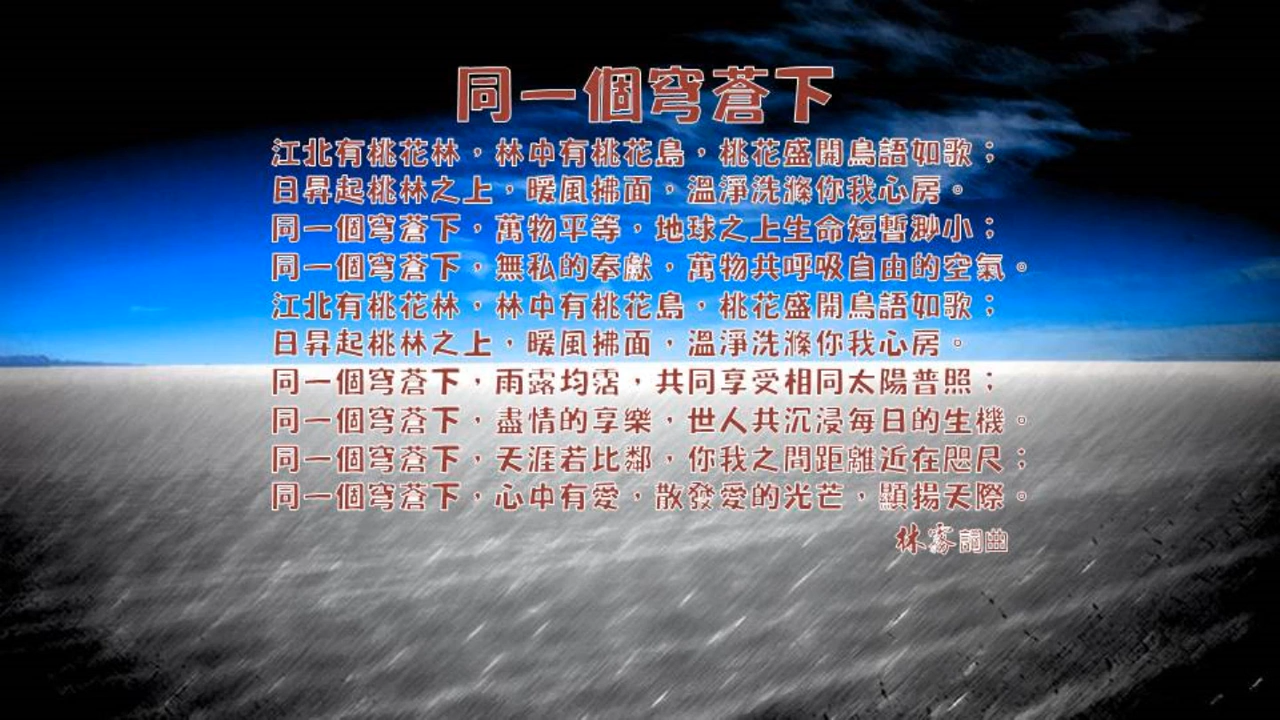 同一個穹蒼下
江北有桃花林，林中有桃花島，桃花盛開鳥語如歌；
日昇起桃林之上，暖風拂面，溫淨洗滌你我心房。
同一個穹蒼下，萬物平等，地球之上生命短暫渺小；
同一個穹蒼下，無私的奉獻，萬物共呼吸自由的空氣。
江北有桃花林，林中有桃花島，桃花盛開鳥語如歌；
日昇起桃林之上，暖風拂面，溫淨洗滌你我心房。
同一個穹蒼下，雨露均霑，共同享受相同太陽普照；
同一個穹蒼下，盡情的享樂，世人共沉浸每日的生機。
同一個穹蒼下，天涯若比鄰，你我之間距離近在咫尺；
同一個穹蒼下，心中有愛，散發愛的光芒，顯揚天際。
林霧詞曲